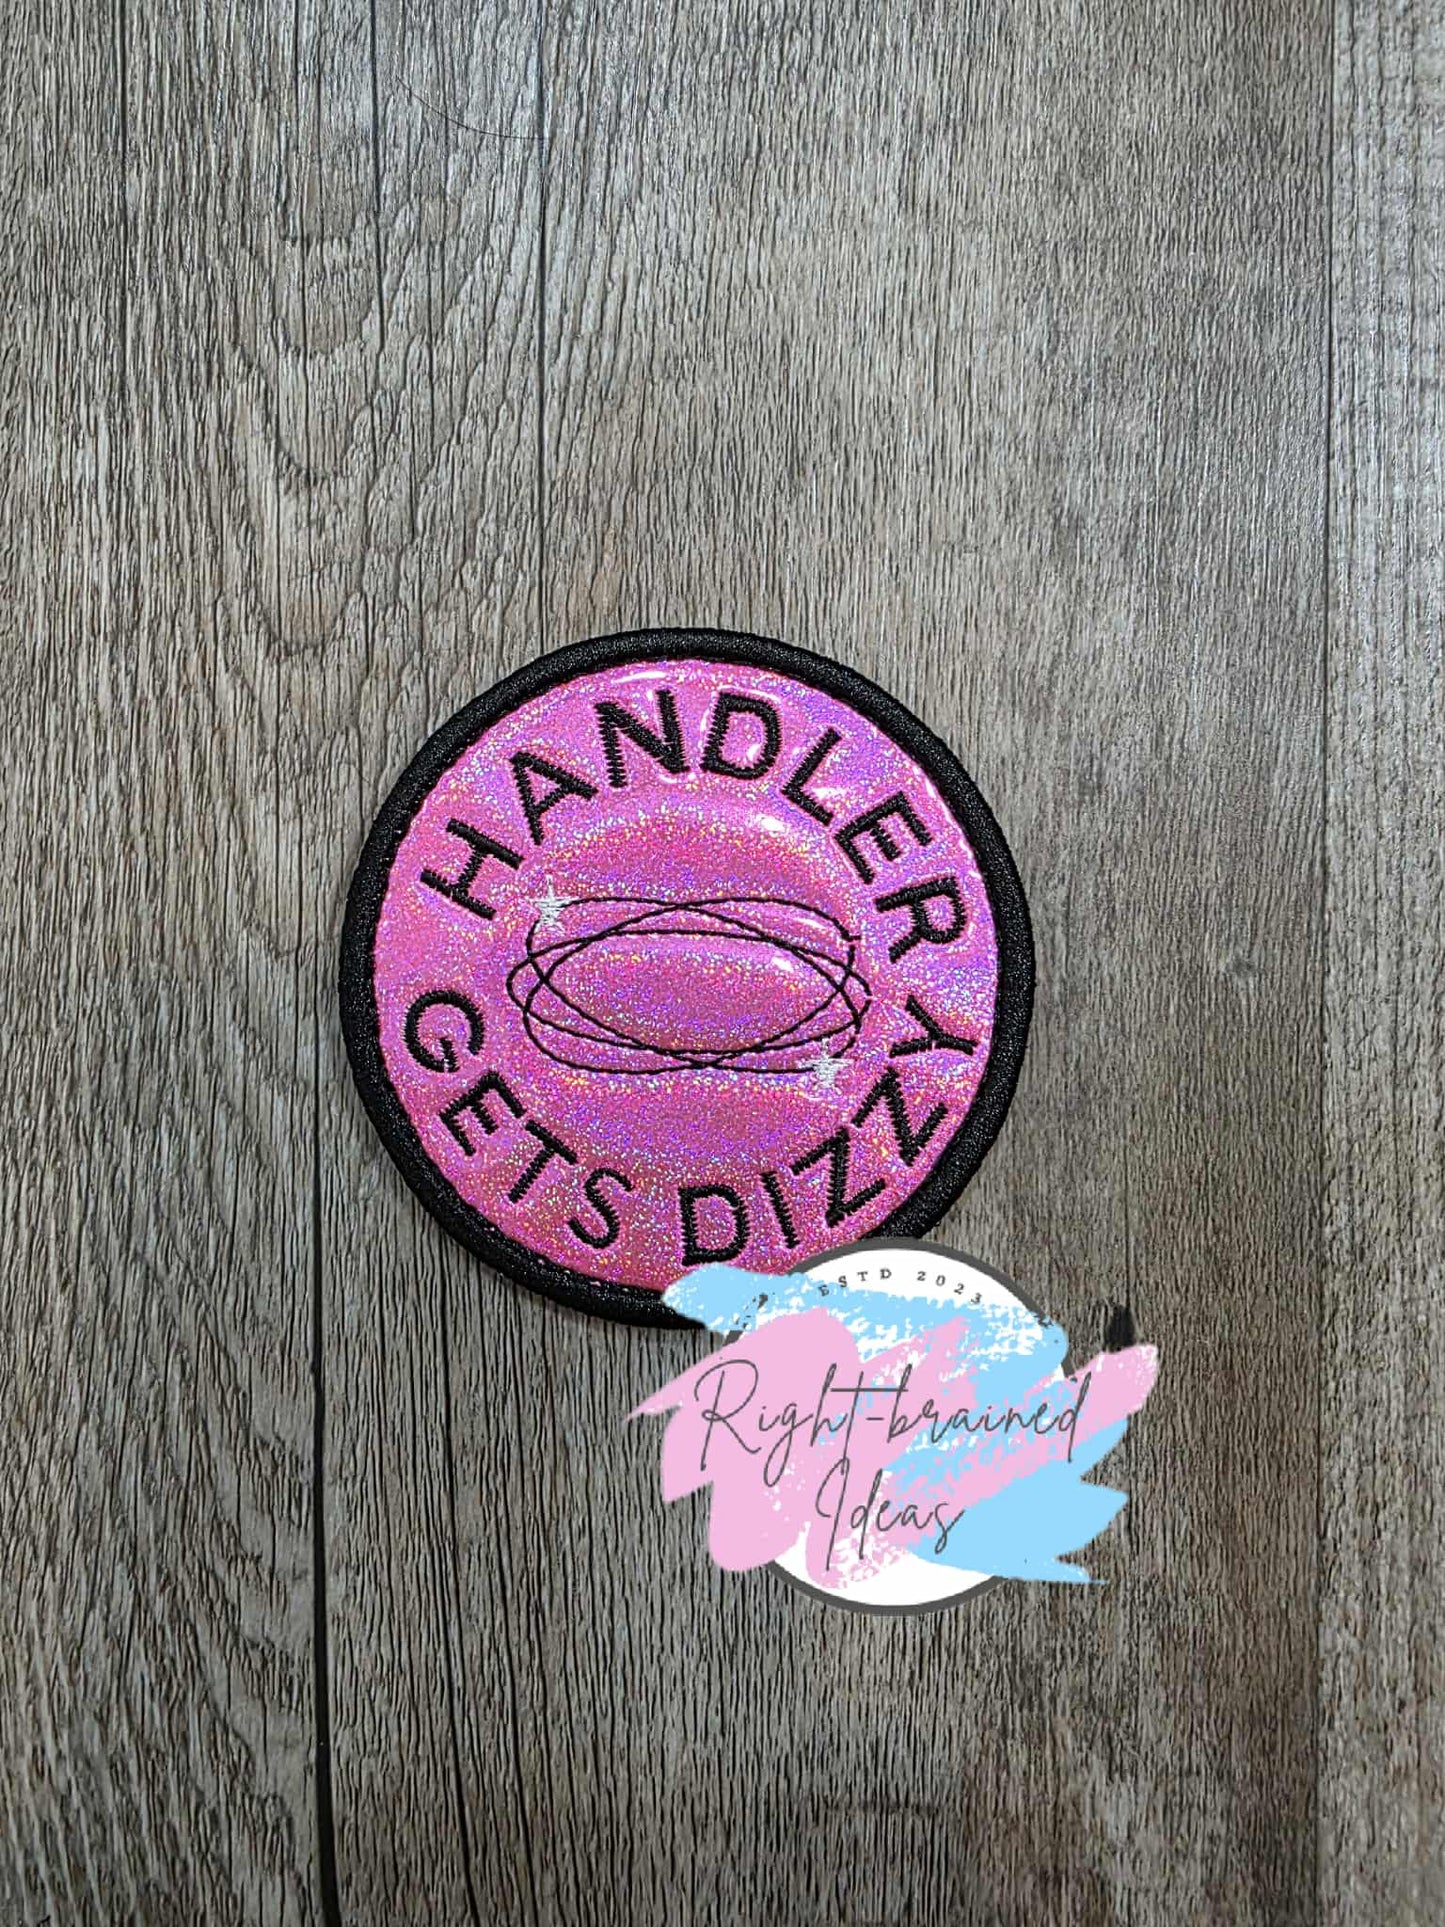 HANDLER
GETS DIZZY
ESTD 2023
Right-brained
Ideas